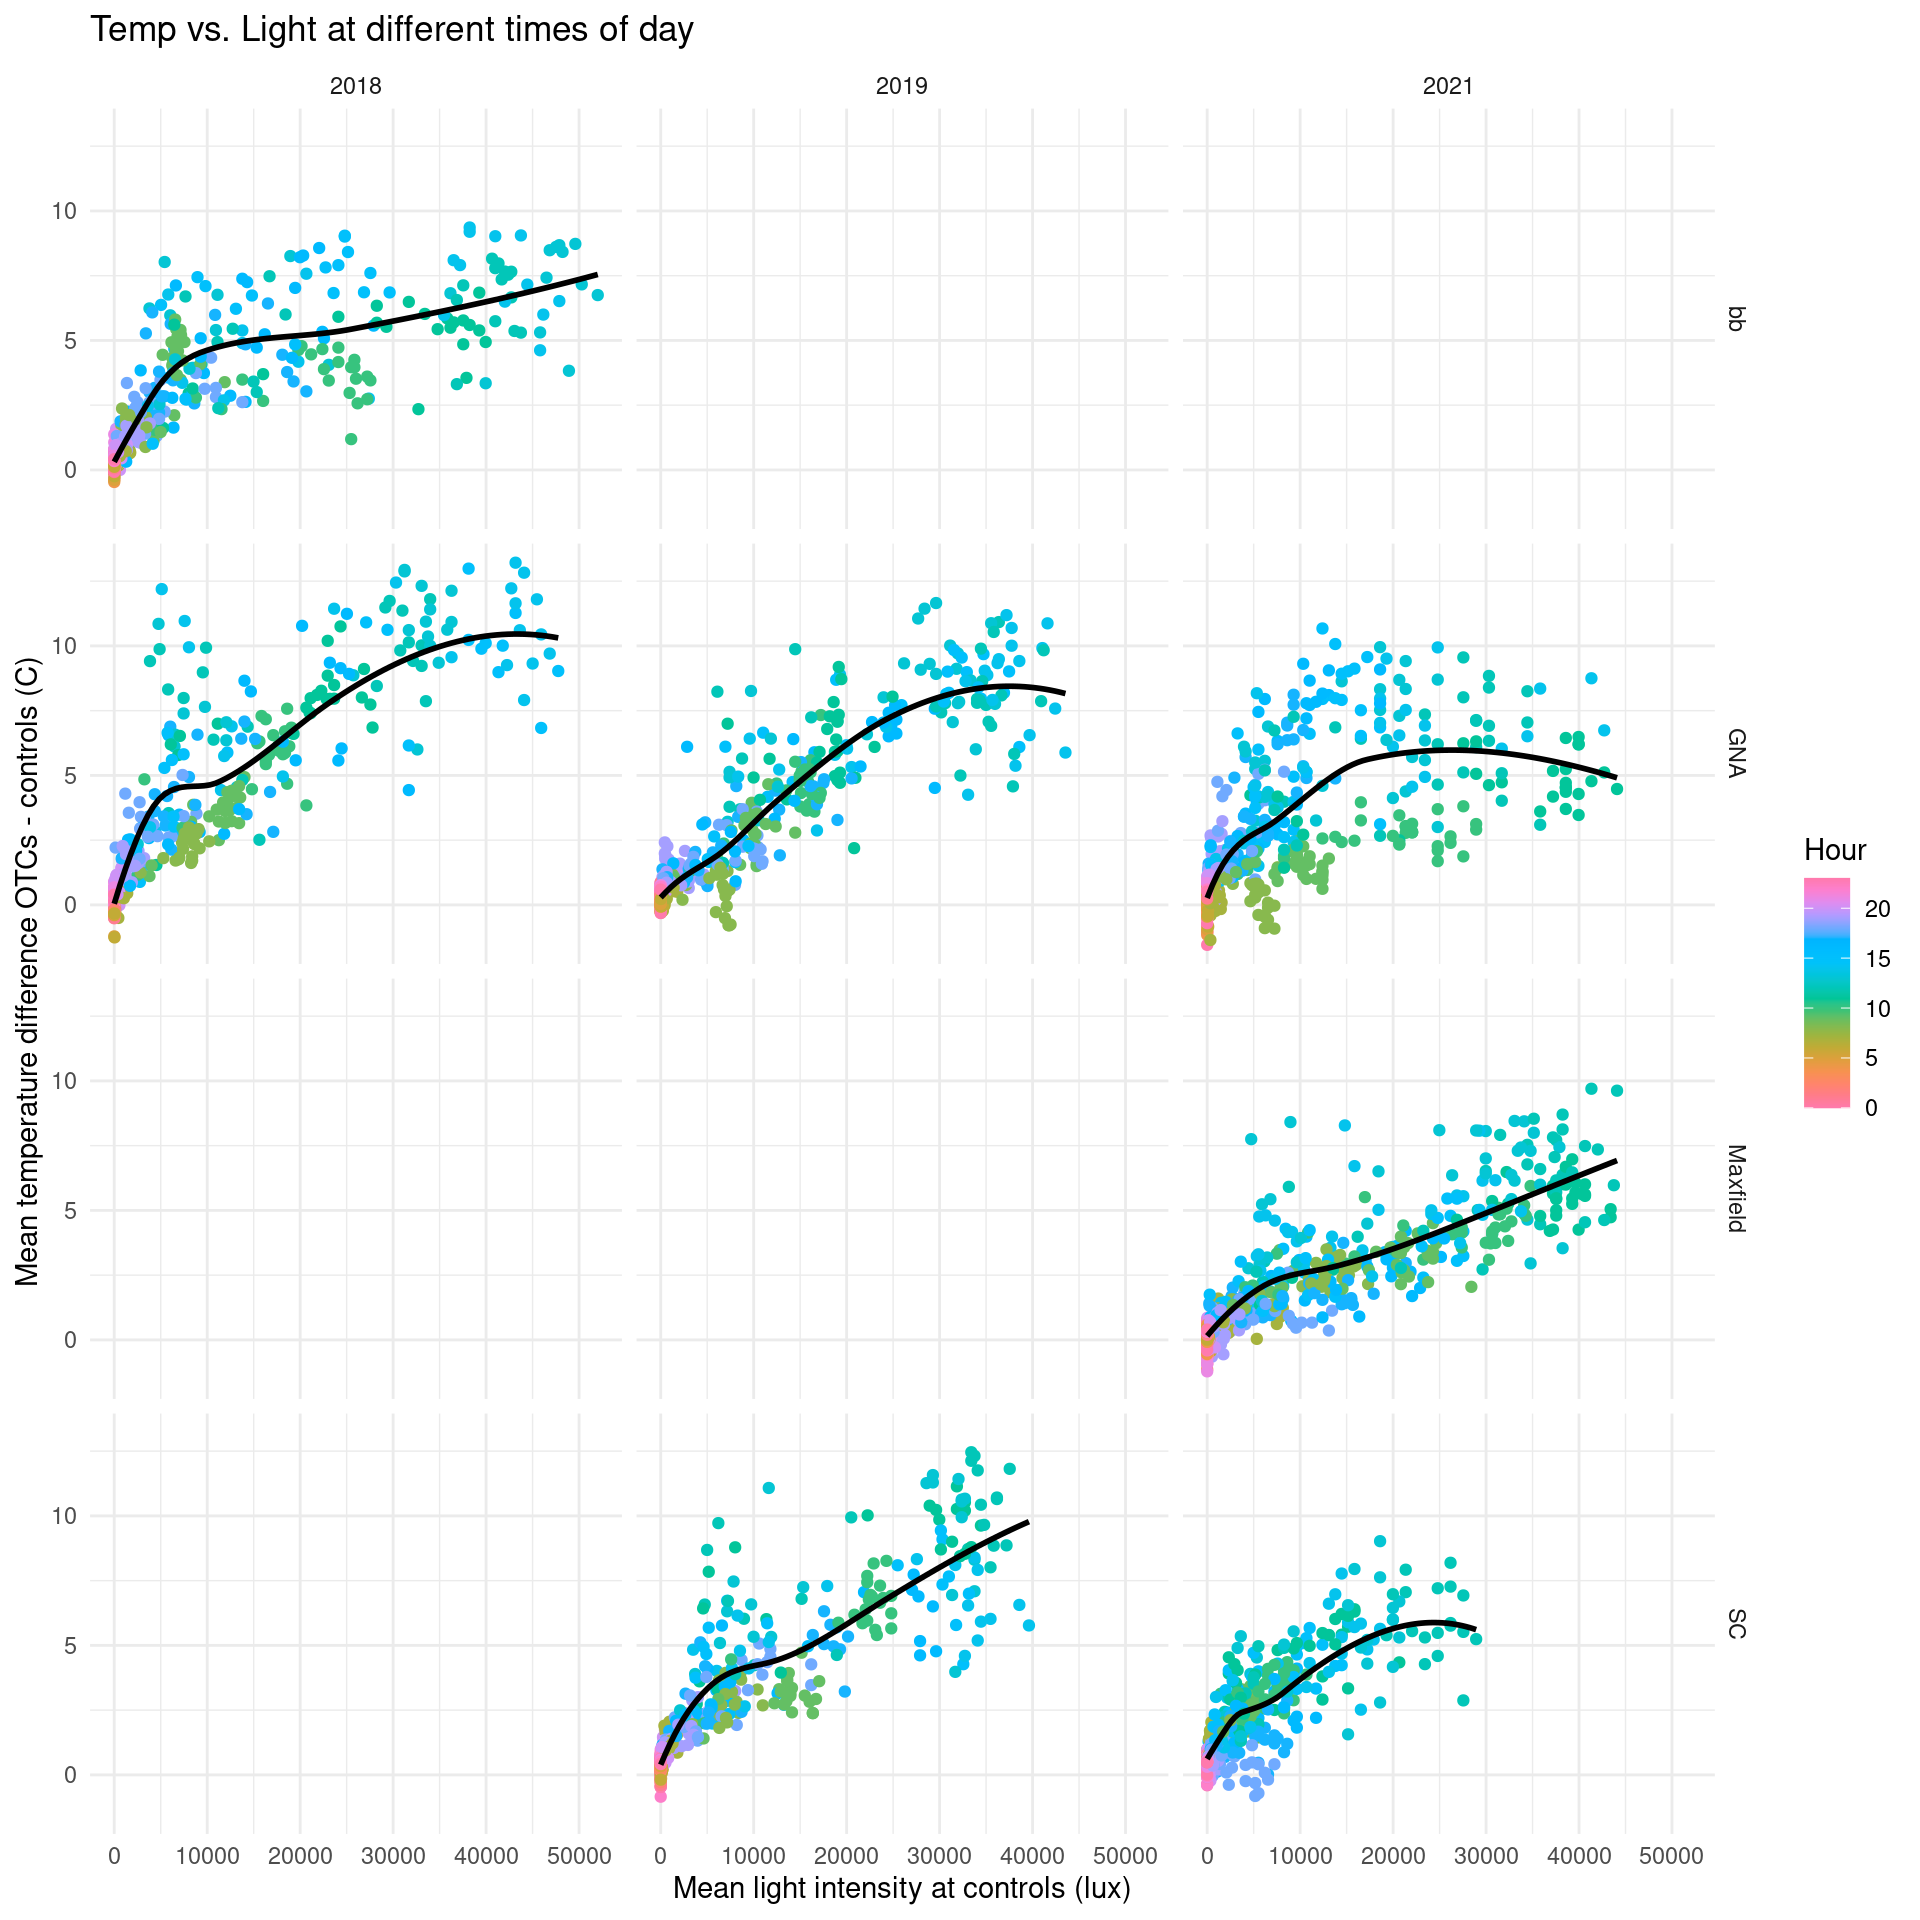 Temp vs. Light at different times of day
2018 2019 2021
10
5
0
bb
10
5
0
GNA
10
5
0
Maxfield
10
5
0
SC
Mean temperature difference OTCs - controls (C)
0 10000 20000 30000 40000 50000 0 10000 20000 30000 40000 50000 0 10000 20000 30000 40000 50000
Mean light intensity at controls (lux)
Hour
20
15
10
5
0